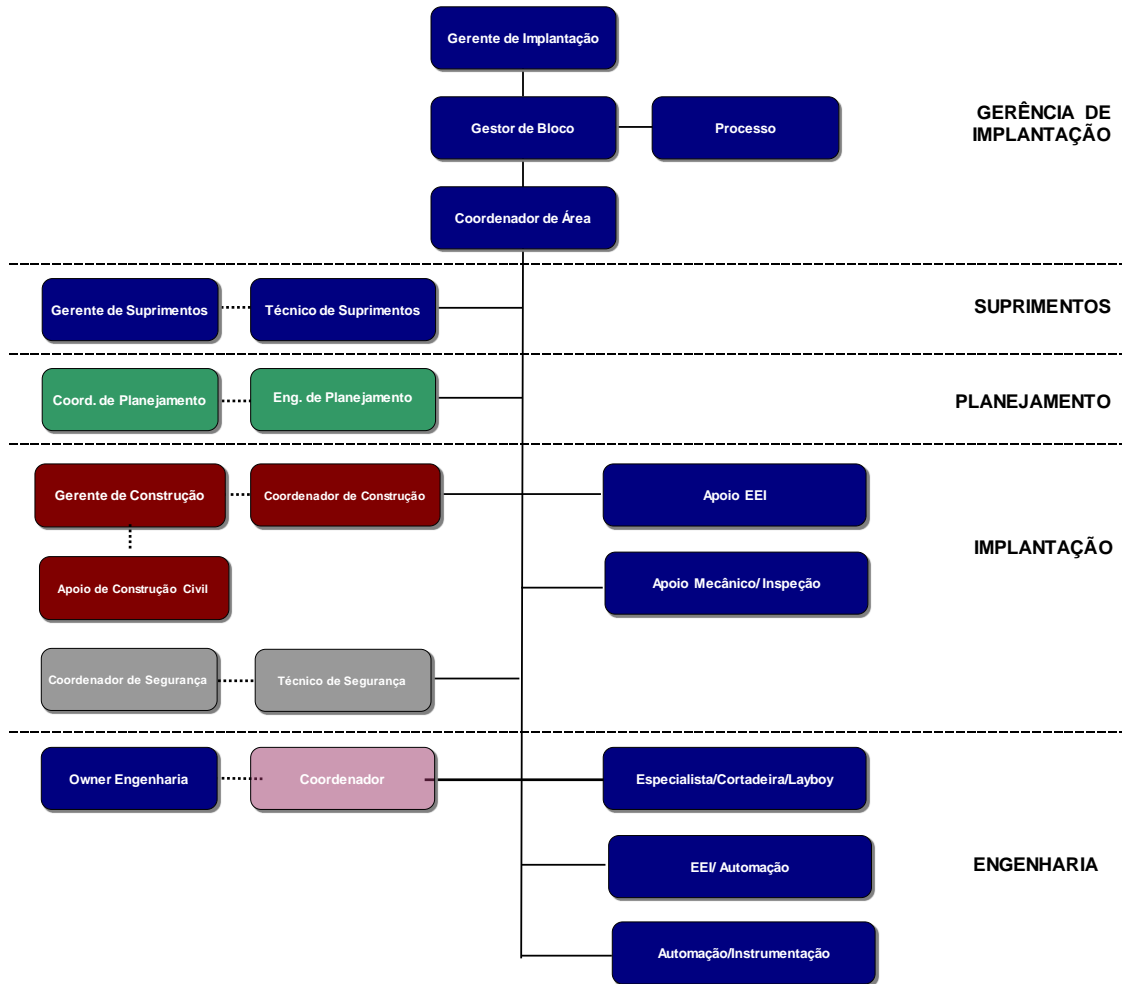 Gerente de Implantação
Gestor de Bloco
Processo
GERÊNCIA DE
IMPLANTAÇÃO
Coordenador de Área
Gerente de Suprimentos
Técnico de Suprimentos
SUPRIMENTOS
Coord. de Planejamento
Eng. de Planejamento
PLANEJAMENTO
Gerente de Construção
Coordenador de Construção
Apoio EEI
IMPLANTAÇÃO
Apoio de Construção Civil
Apoio Mecânico/ Inspeção
Coordenador de Segurança
Técnico de Segurança
Owner Engenharia
Coordenador
Especialista/Cortadeira/Layboy
EEI/ Automação
ENGENHARIA
Automação/Instrumentação